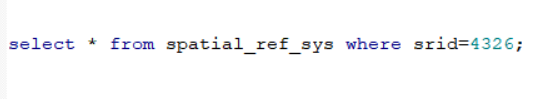 select * from spatial_ref_sys where srid=4326;